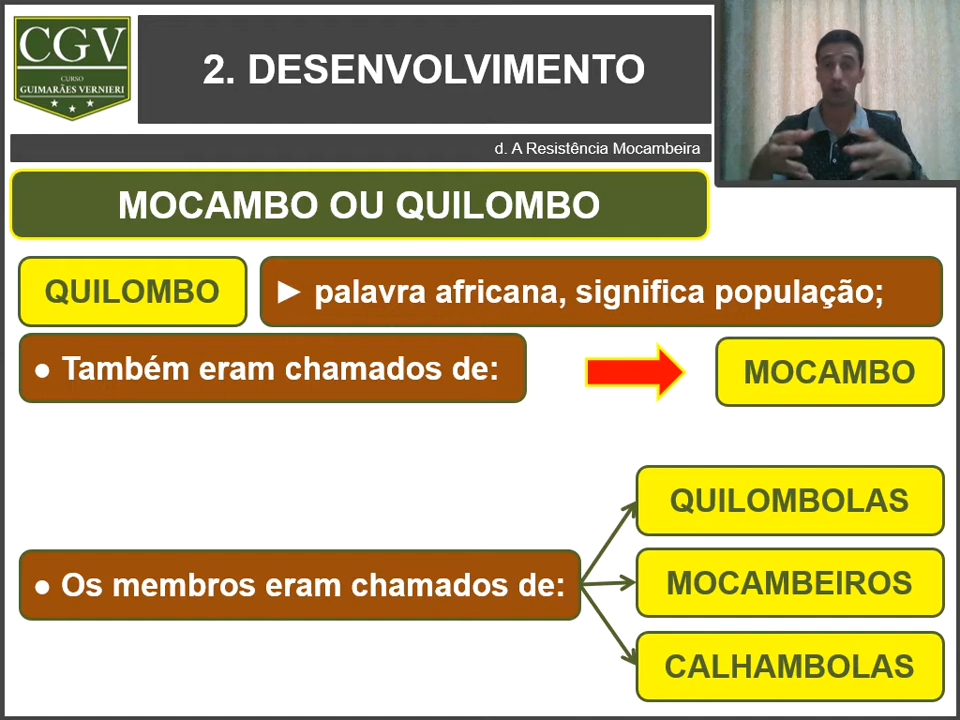 CGV
CURSO
GUIMARÃES VERNIERI
2. DESENVOLVIMENTO
d. A Resistência Mocambeira
MOCAMBO OU QUILOMBO
QUILOMBO
► palavra africana, significa população;
● Também eram chamados de:
MOCAMBO
● Os membros eram chamados de:
QUILOMBOLAS
MOCAMBEIROS
CALHAMBOLAS